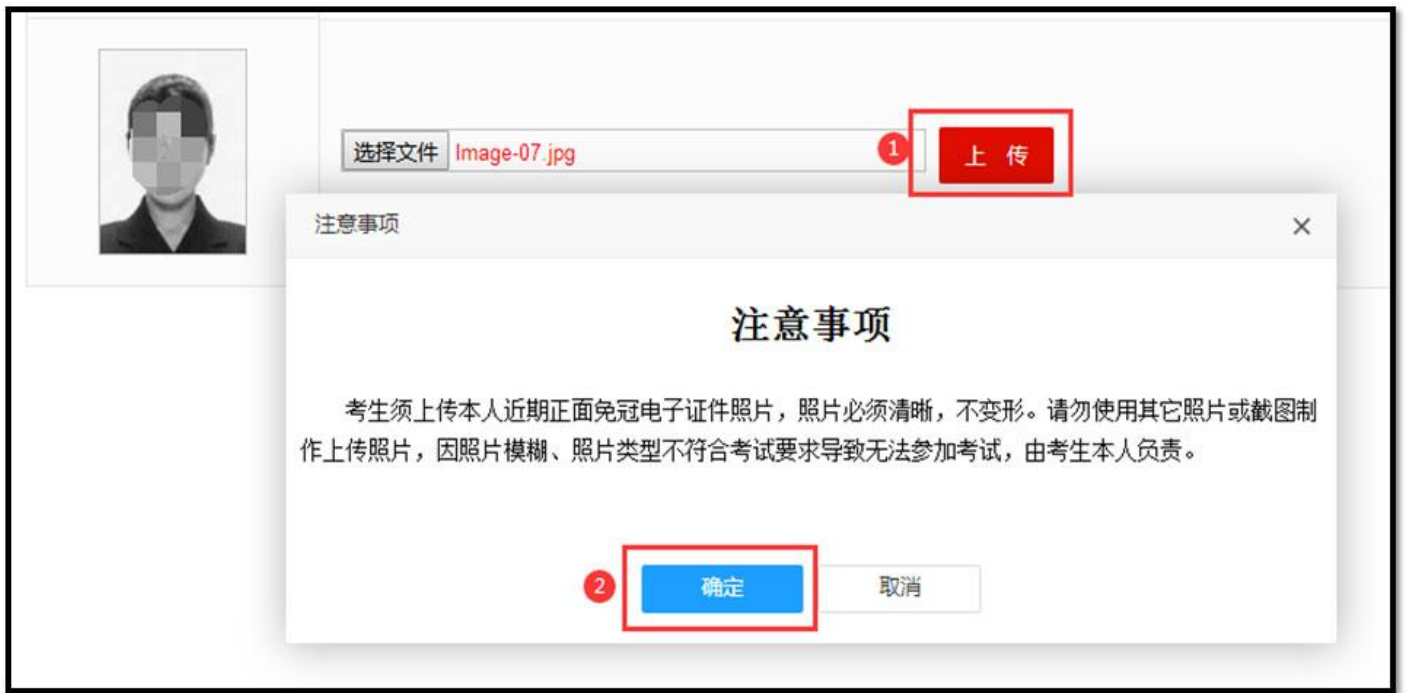 选择文件 Image-07.jpg 1 上 传
注意事项 ×
注意事项
考生须上传本人近期正面免冠电子证件照片，照片必须清晰，不变形。请勿使用其它照片或截图制
作上传照片，因照片模糊、照片类型不符合考试要求导致无法参加考试，由考生本人负责。
2 确定 取消